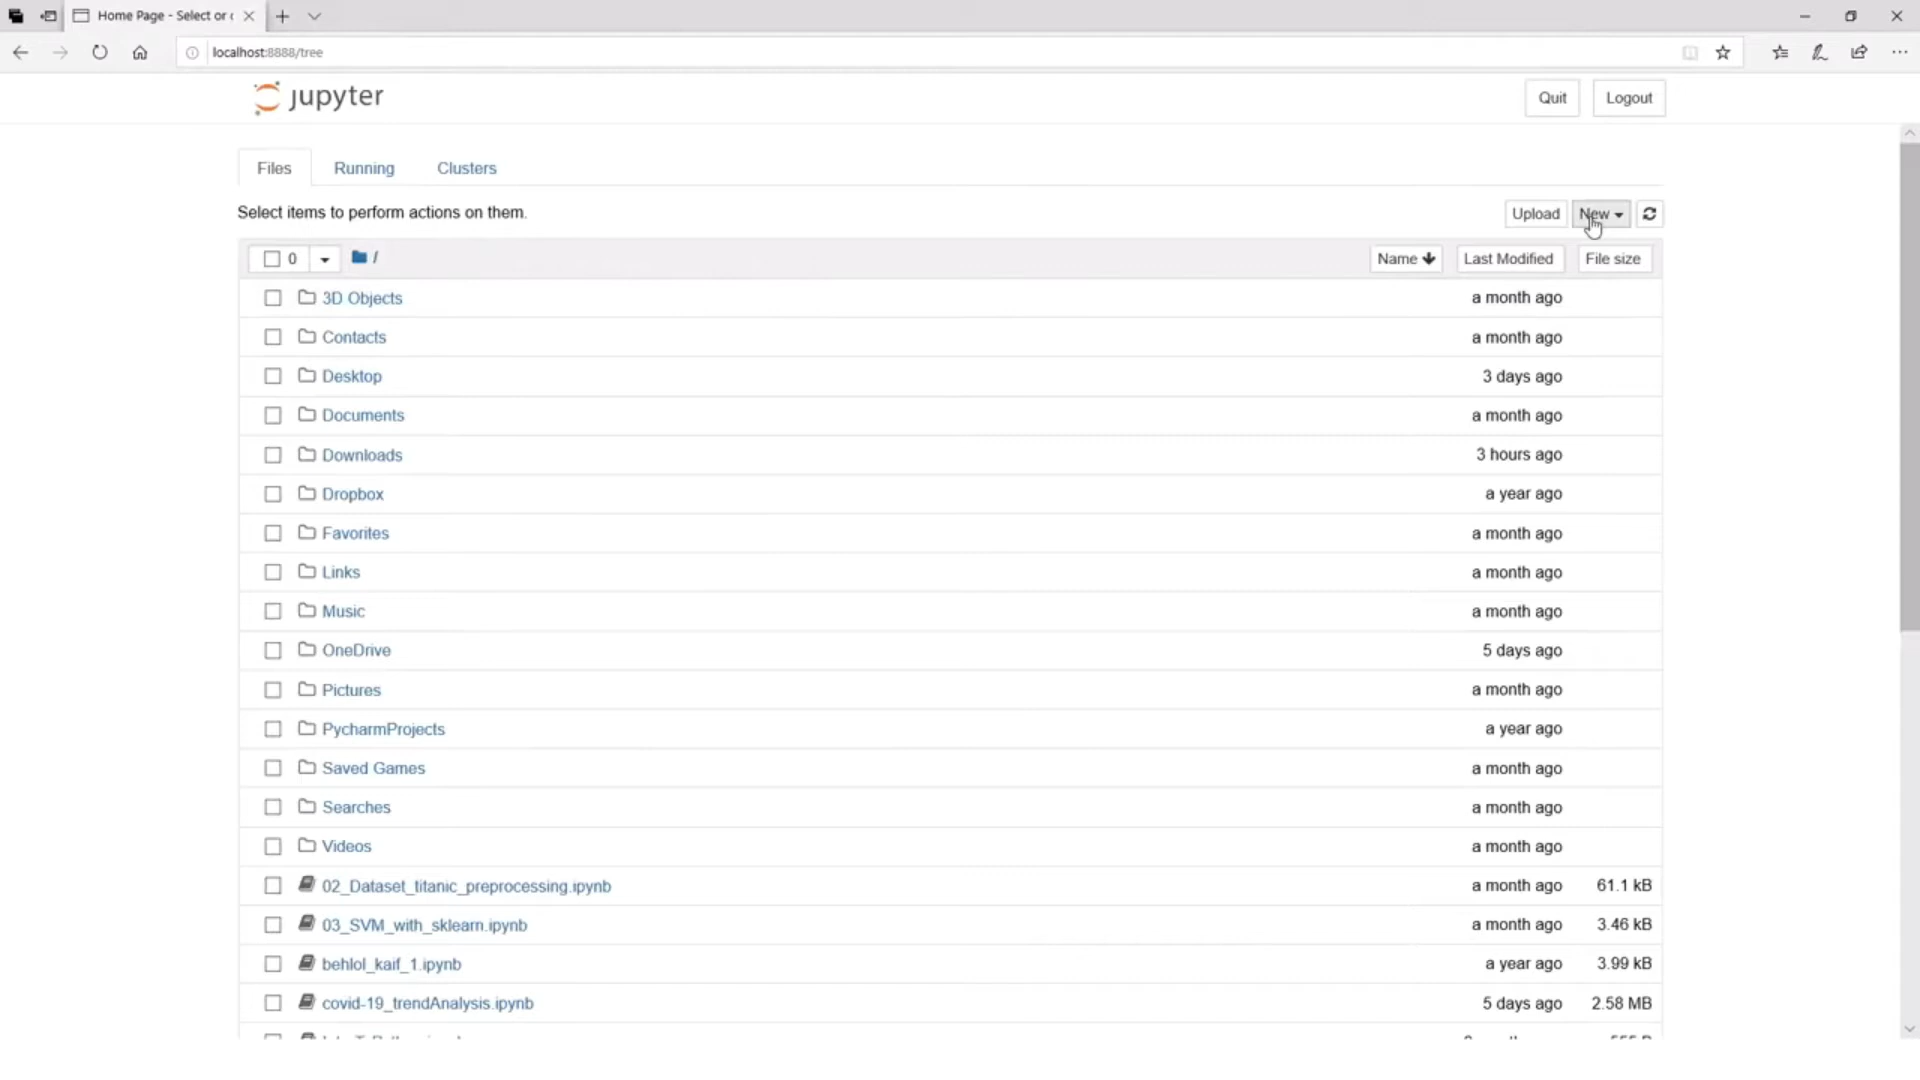 Home Page - Select or c
localhost:8888/tree
jupyter
Quit
Logout
Files
Running
Clusters
Select items to perform actions on them.
Upload
New
0
/
Name
Last Modified
File size
3D Objects a month ago
Contacts a month ago
Desktop 3 days ago
Documents a month ago
Downloads 3 hours ago
Dropbox a year ago
Favorites a month ago
Links a month ago
Music a month ago
OneDrive 5 days ago
Pictures a month ago
PycharmProjects a year ago
Saved Games a month ago
Searches a month ago
Videos a month ago
02_Dataset_titanic_preprocessing.ipynb a month ago 61.1 kB
03_SVM_with_sklearn.ipynb a month ago 3.46 kB
behlol_kaif_1.ipynb a year ago 3.99 kB
covid-19_trendAnalysis.ipynb 5 days ago 2.58 MB